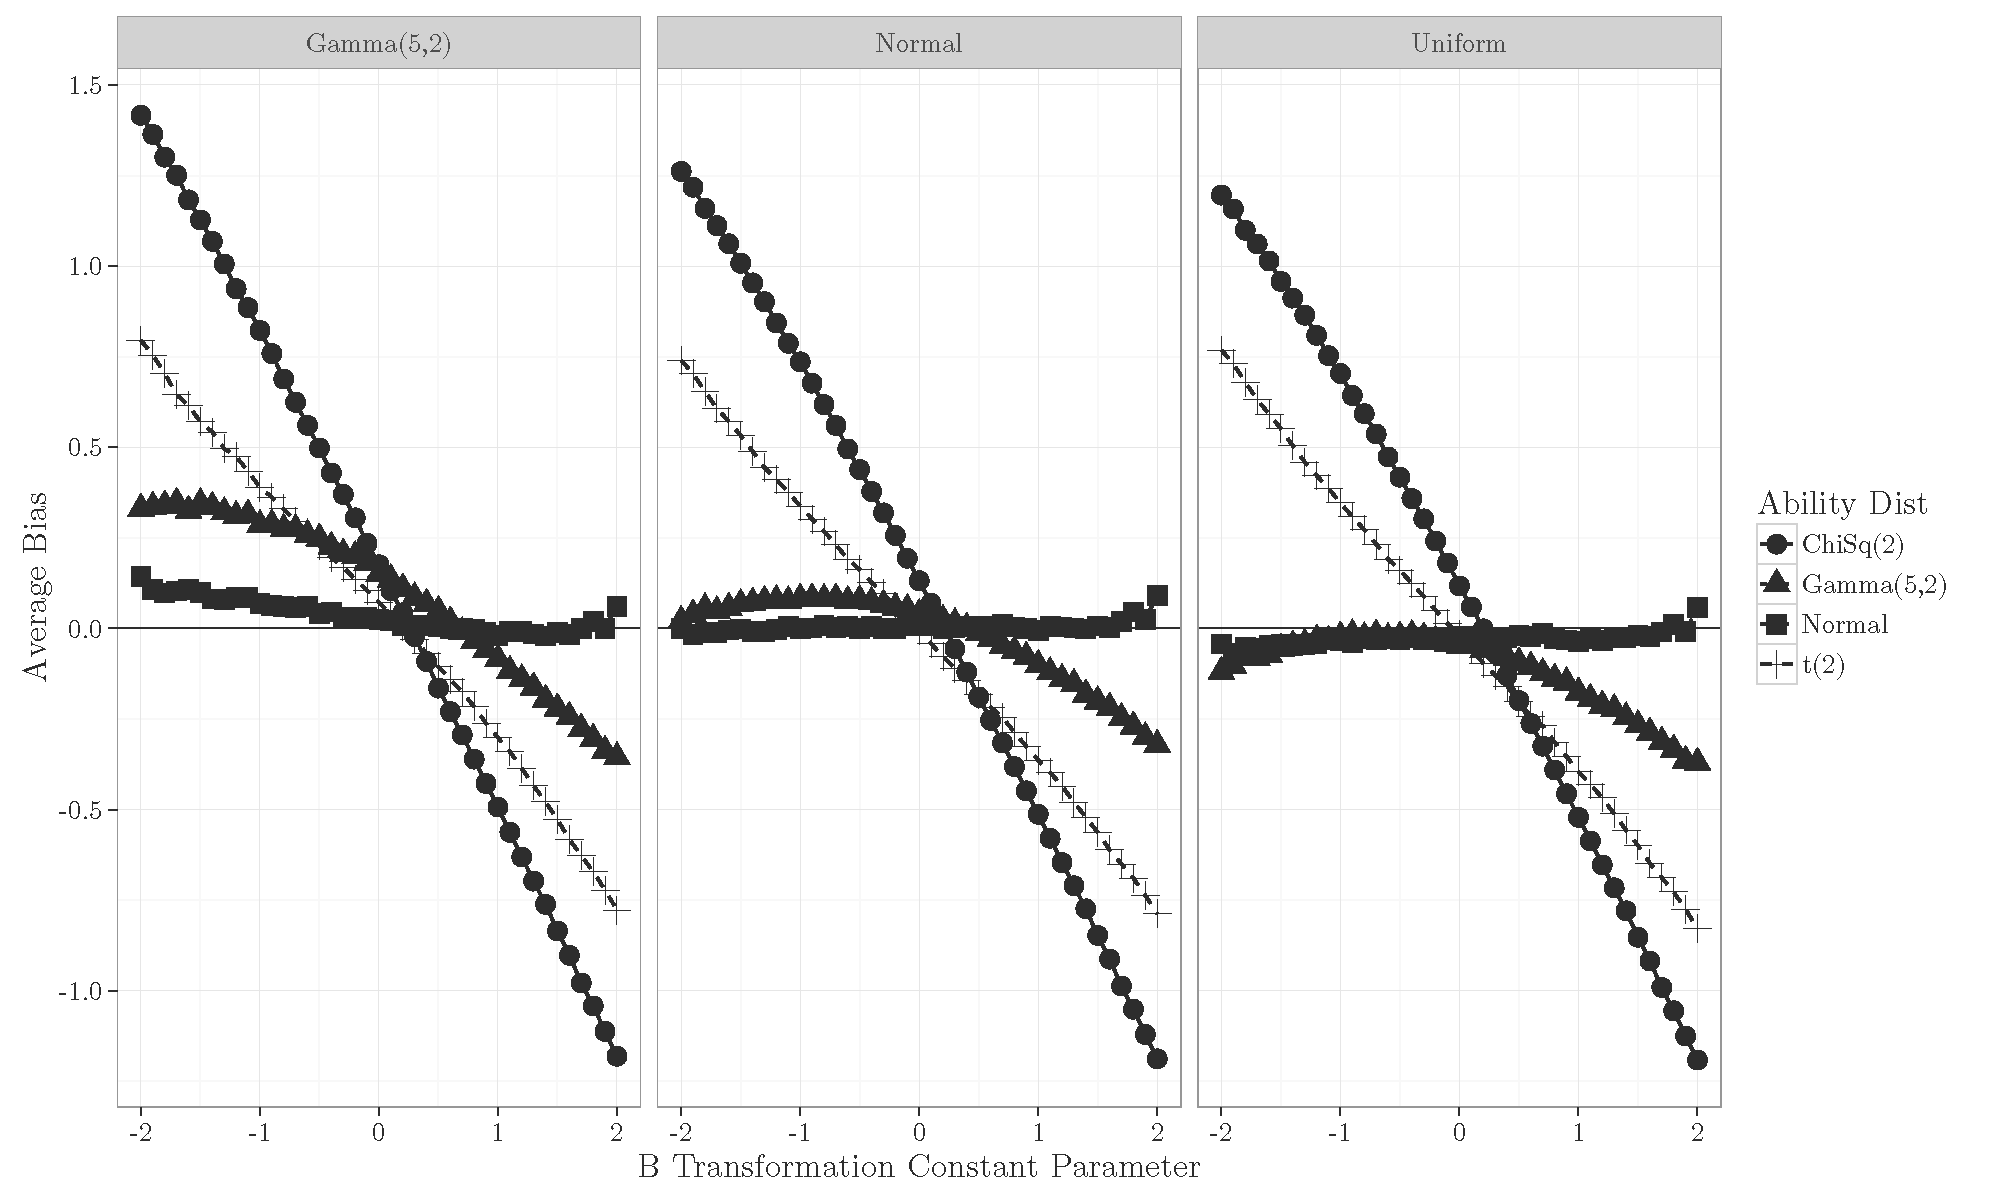 Gamma(5,2) Normal Uniform
1.5
1.0
0.5
0.0
-0.5
-1.0
Average Bias
-2 -1 0 1 2 -2 -1 0 1 2 -2 -1 0 1 2
B Transformation Constant Parameter
Ability Dist
ChiSq(2)
Gamma(5,2)
Normal
t(2)